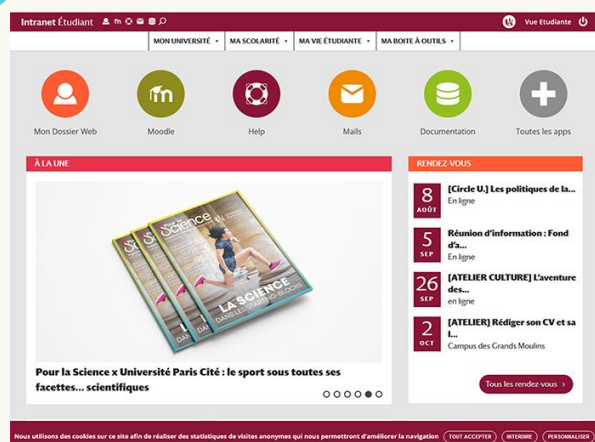 Intranet Étudiant
Vue Etudiante
MON UNIVERSITÉ
MA SCOLARITÉ
MA VIE ÉTUDIANTE
MA BOITE À OUTILS
Mon Dossier Web
Moodle
Help
Mails
Documentation
Toutes les apps
À LA UNE
Science
LA SCIENCE
DANS LES STARTING-BLOCKS
Pour la Science x Université Paris Cité : le sport sous toutes ses
facettes... scientifiques
RENDEZ-VOUS
8
AOÛT
[Circle U.] Les politiques de la...
En ligne
5
SEP
Réunion d'information : Fond
d'a...
En ligne
26
SEP
[ATELIER CULTURE] L'aventure
des...
en ligne
2
OCT
[ATELIER] Rédiger son CV et sa
l...
Campus des Grands Moulins
Tous les rendez-vous >
Nous utilisons des cookies sur ce site afin de réaliser des statistiques de visites anonymes qui nous permettront d'améliorer la navigation TOUT ACCEPTER INTERDIRE PERSONNALISER